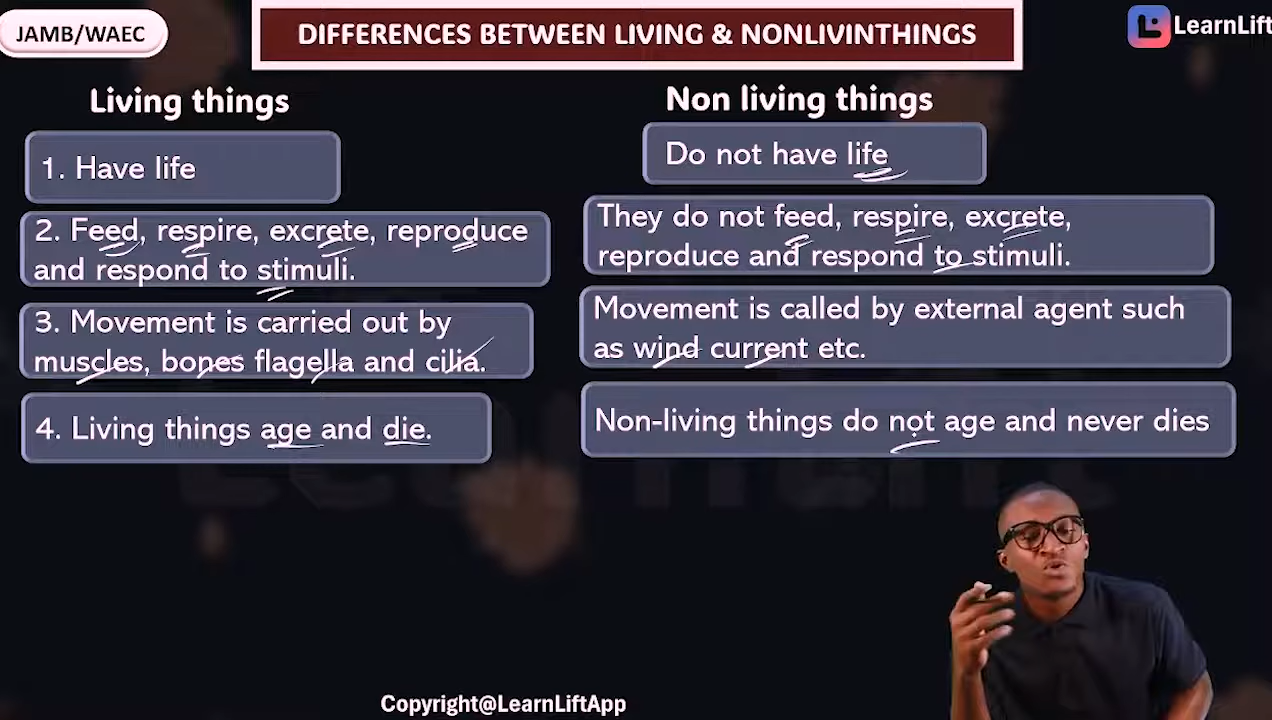 JAMB/WAEC
DIFFERENCES BETWEEN LIVING & NONLIVINTHINGS
LearnLift
Living things
1. Have life
2. Feed, respire, excrete, reproduce
and respond to stimuli.
3. Movement is carried out by
muscles, bones flagella and cilia.
4. Living things age and die.
Non living things
Do not have life
They do not feed, respire, excrete,
reproduce and respond to stimuli.
Movement is called by external agent such
as wind current etc.
Non-living things do not age and never dies
Copyright@LearnLiftApp